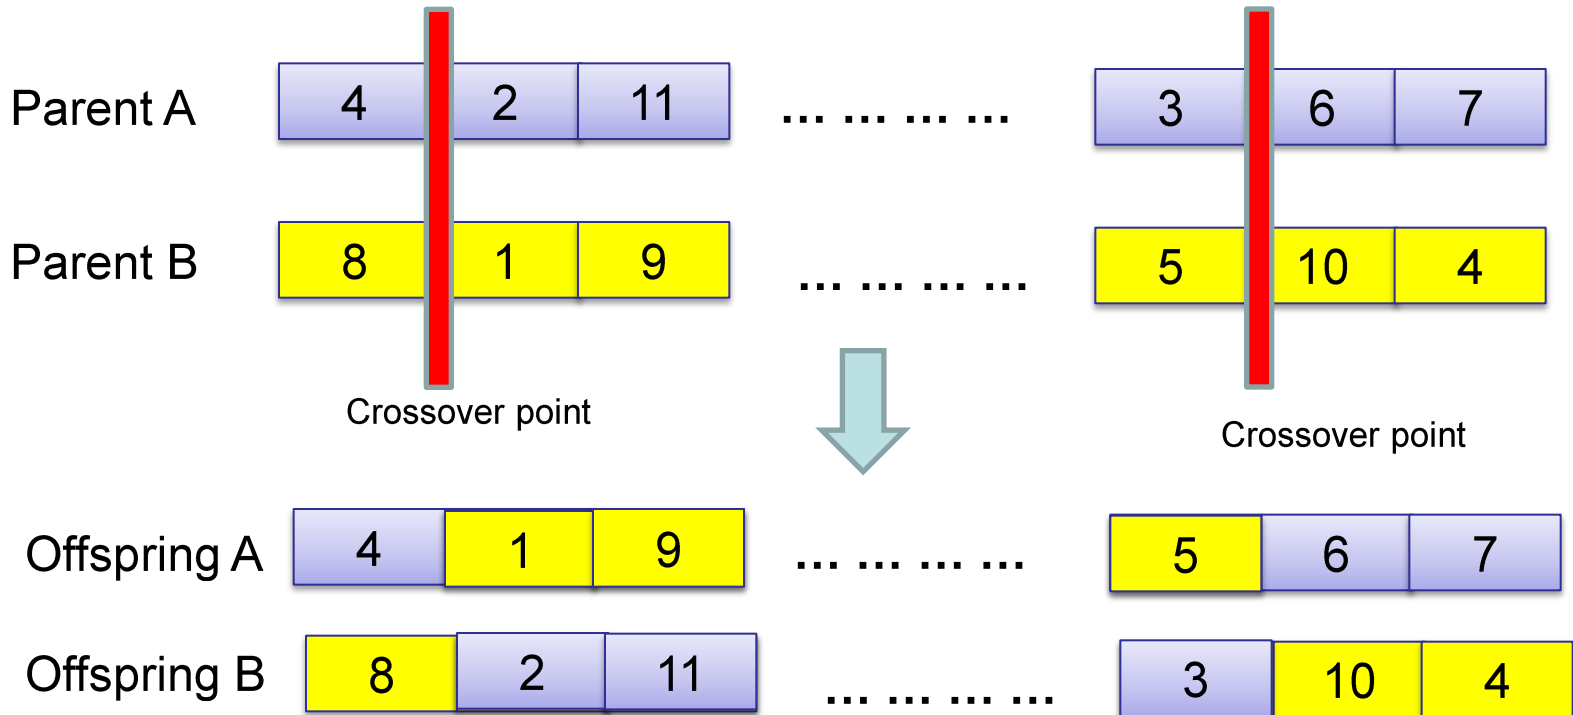 Parent A 4 2 11 ... ... ... ... 3 6 7
Parent B 8 1 9 ... ... ... ... 5 10 4
Crossover point
Crossover point
Offspring A 4 1 9 ... ... ... ... 5 6 7
Offspring B 8 2 11 ... ... ... ... 3 10 4